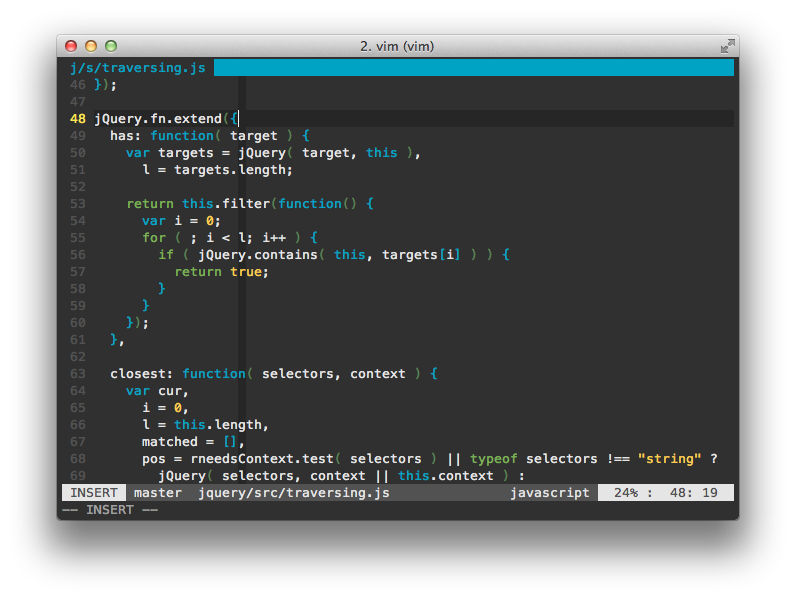 2. vim (vim)
j/s/traversing.js
46 });
47
48 jQuery.fn.extend({
49   has: function( target ) {
50     var targets = jQuery( target, this ),
51       l = targets.length;
52
53     return this.filter(function() {
54       var i = 0;
55       for ( ; i < l; i++ ) {
56         if ( jQuery.contains( this, targets[i] ) ) {
57           return true;
58         }
59       }
60     });
61   },
62
63   closest: function( selectors, context ) {
64     var cur,
65       i = 0,
66       l = this.length,
67       matched = [],
68       pos = rneedsContext.test( selectors ) || typeof selectors !== "string" ?
69         jQuery( selectors, context || this.context ) :
INSERT master jquery/src/traversing.js javascript 24% : 48: 19
-- INSERT --